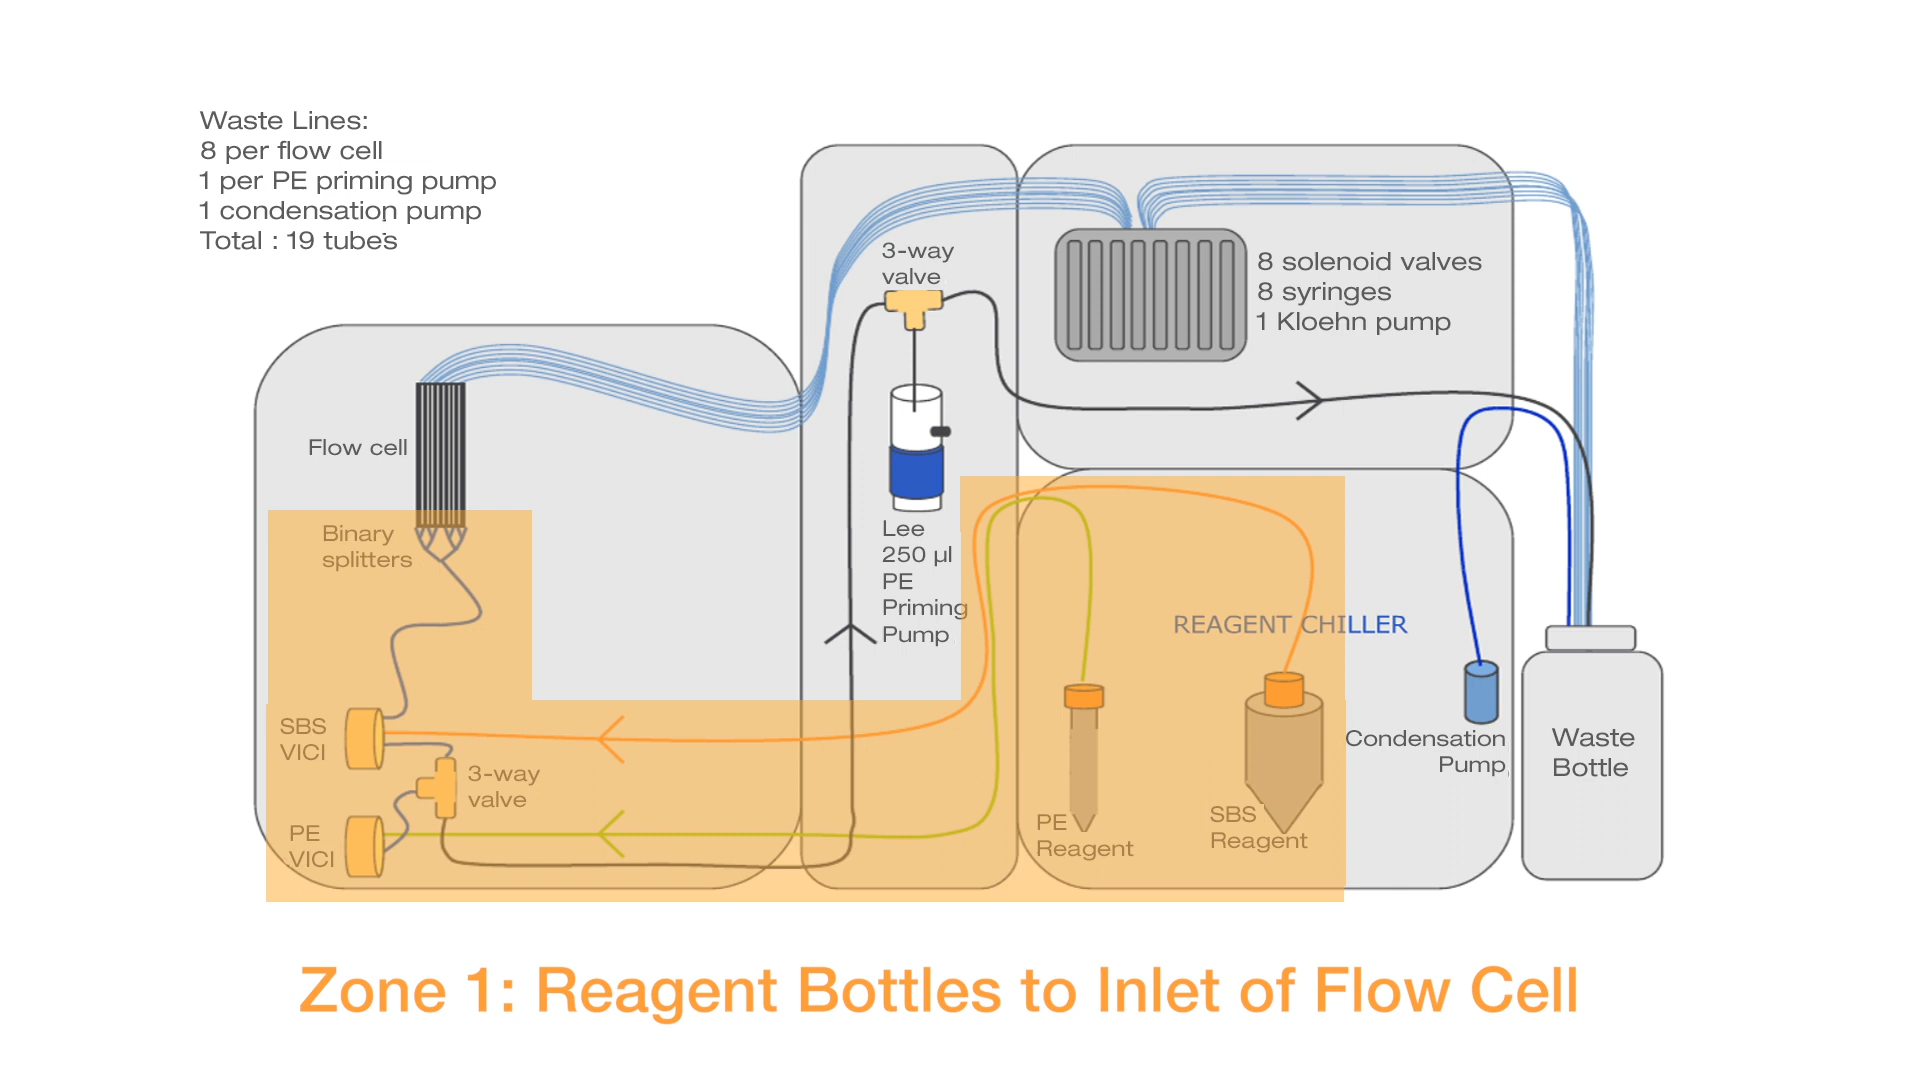 Waste Lines:
8 per flow cell
1 per PE priming pump
1 condensation pump
Total : 19 tubes
3-way
valve
8 solenoid valves
8 syringes
1 Kloehn pump
Flow cell
Binary
splitters
Lee
250 µl
PE
Priming
Pump
REAGENT CHILLER
SBS
VICI
3-way
valve
PE
VICI
PE
Reagent
SBS
Reagent
Condensation
Pump
Waste
Bottle
Zone 1: Reagent Bottles to Inlet of Flow Cell